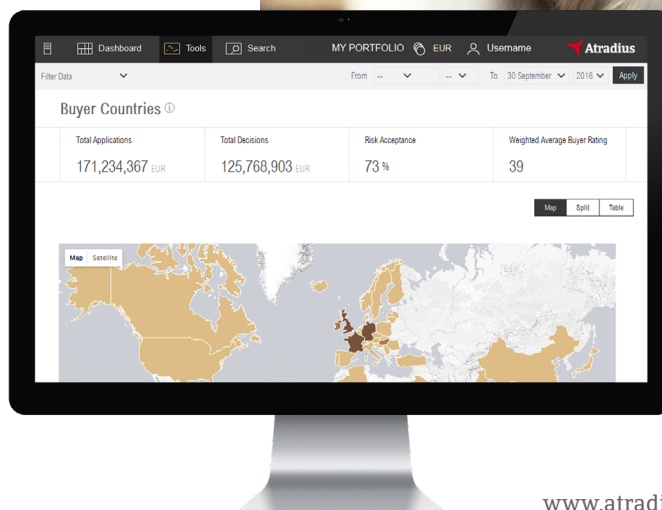 Dashboard Tools Search MY PORTFOLIO EUR Username Atradius
Filter Data From -- -- To 30 September 2016 Apply
Buyer Countries
Total Applications Total Decisions Risk Acceptance Weighted Average Buyer Rating
171,234,367 EUR 125,768,903 EUR 73 % 39
Map Split Table
Map Satellite
www.atradi